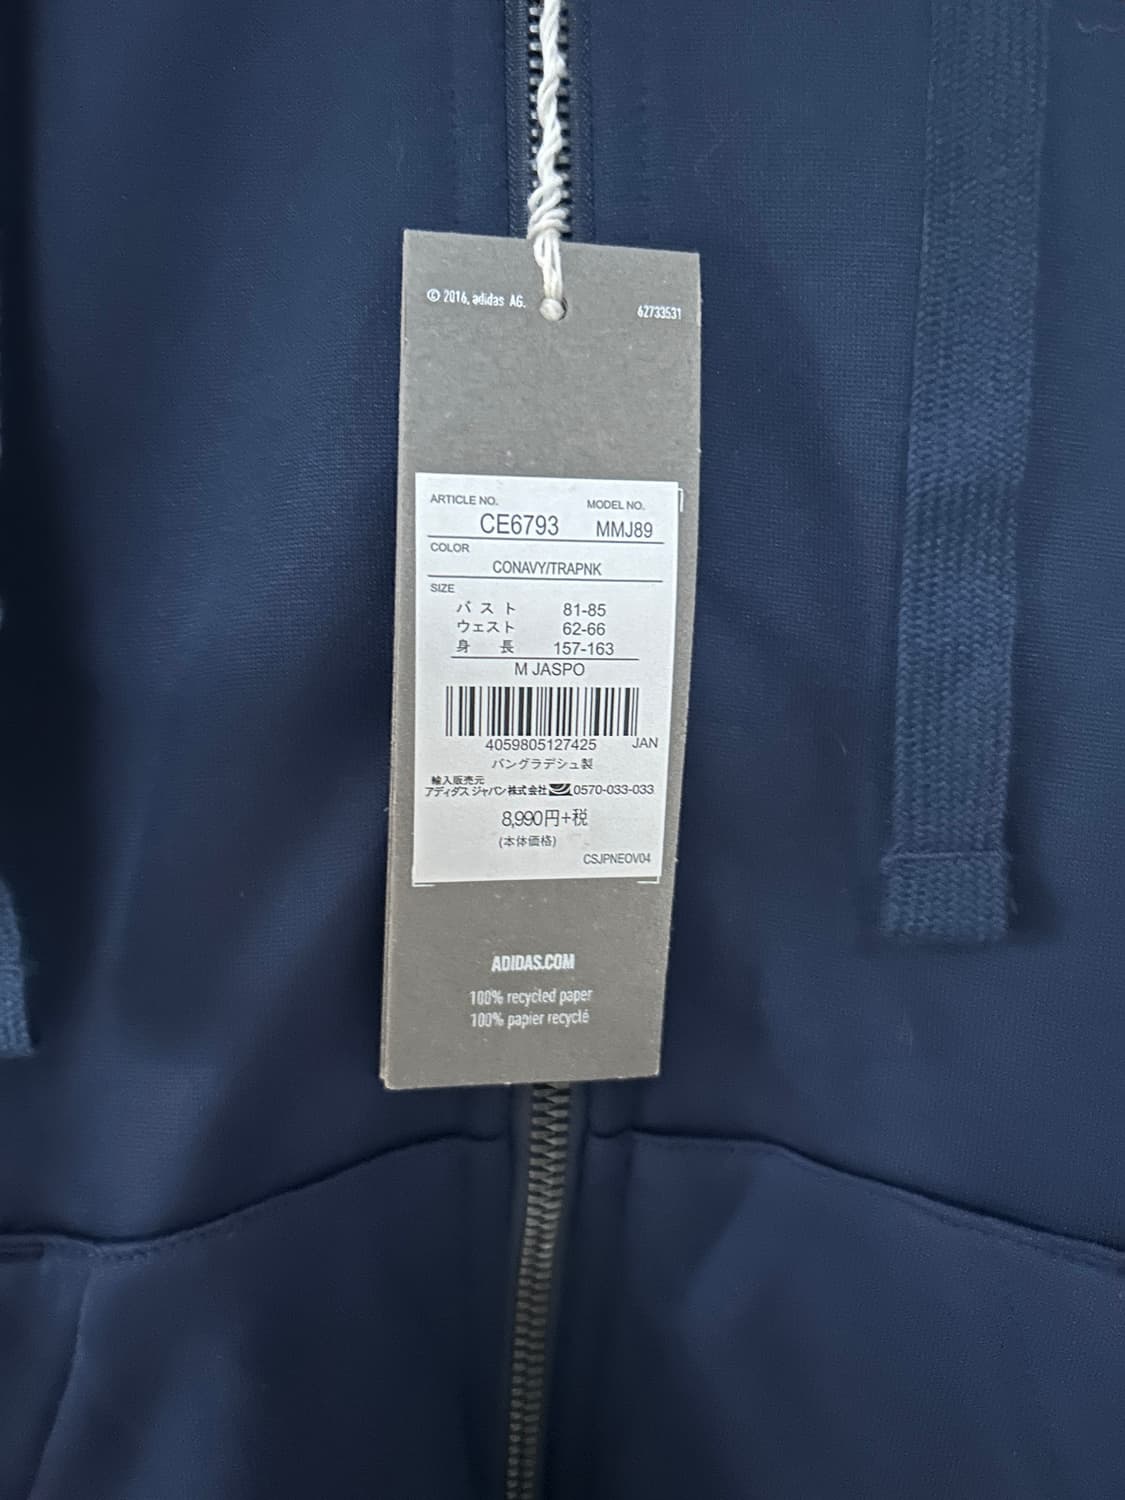 © 2016, adidas AG.
62733531
ARTICLE NO. MODEL NO.
CE6793 MMJ89
COLOR
CONAVY/TRAPNK
SIZE
バスト 81-85
ウェスト 62-66
身長 157-163
M JASPO
4059805127425 JAN
バングラデシュ製
輸入販売元
アディダス ジャパン株式会社 0570-033-033
8,990円+税
(本体価格)
CSJPNEOV04
ADIDAS.COM
100% recycled paper
100% papier recyclé